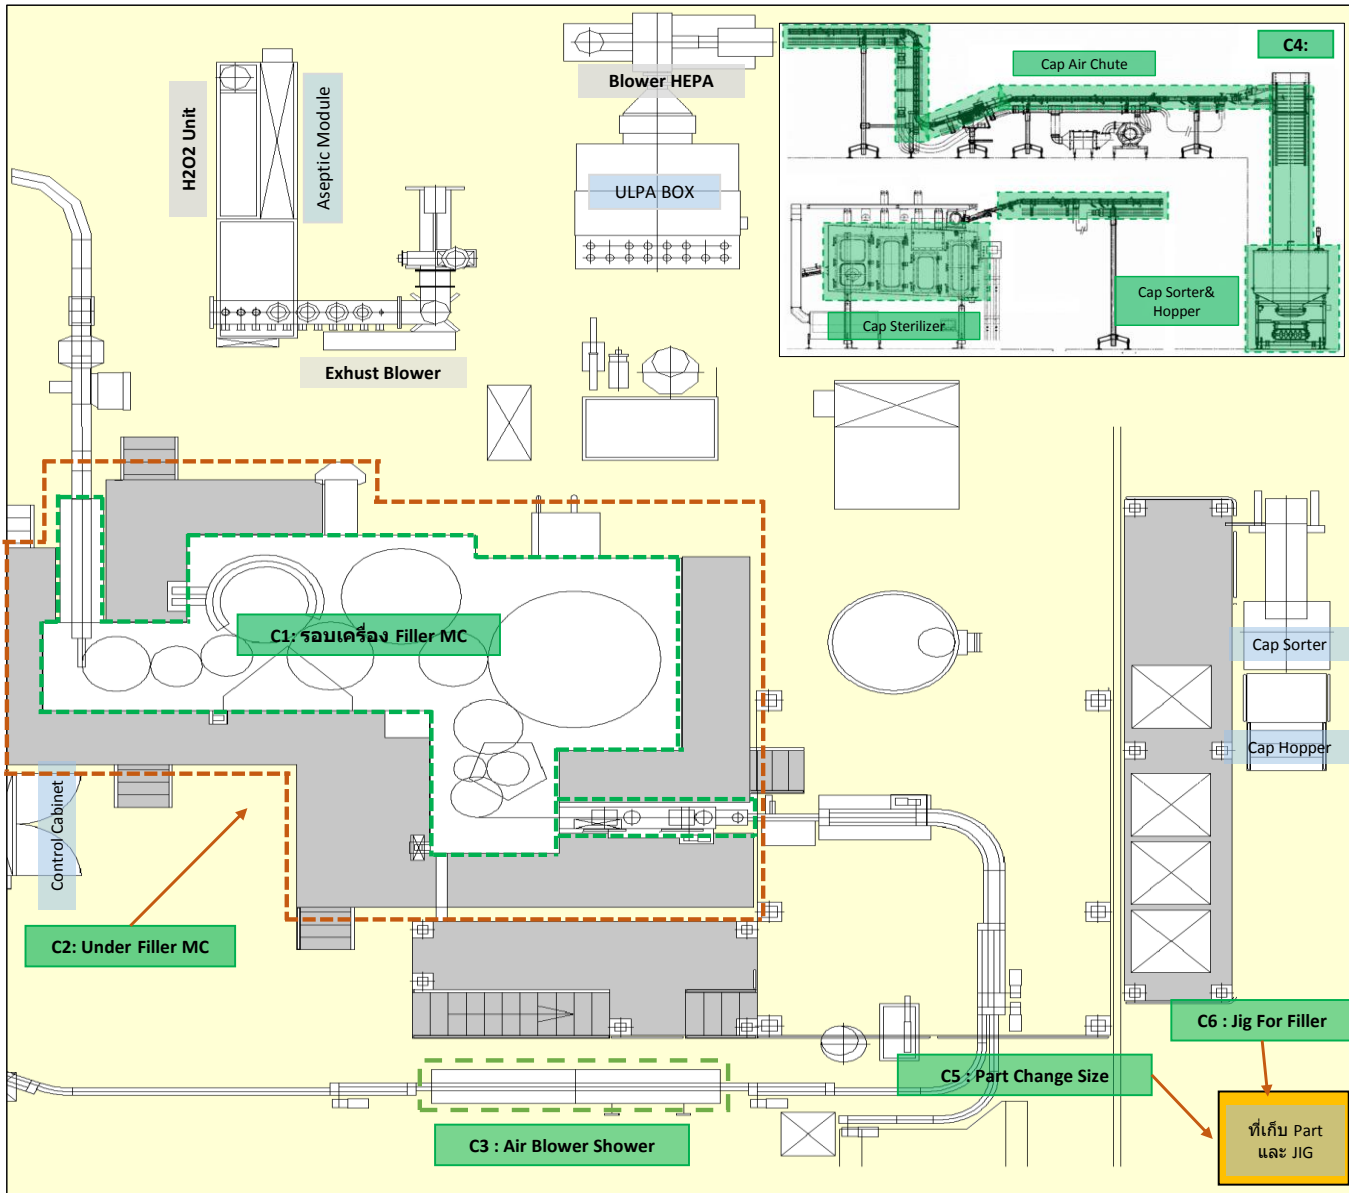 C4:
Cap Air Chute
Blower HEPA
H2O2 Unit
Aseptic Module
ULPA BOX
Cap Sorter&
Hopper
Cap Sterilizer
Exhust Blower
C1: รอบเครื่อง Filler MC
Cap Sorter
Cap Hopper
Control Cabinet
C2: Under Filler MC
C6 : Jig For Filler
C5 : Part Change Size
C3 : Air Blower Shower
ที่เก็บ Part
และ JIG